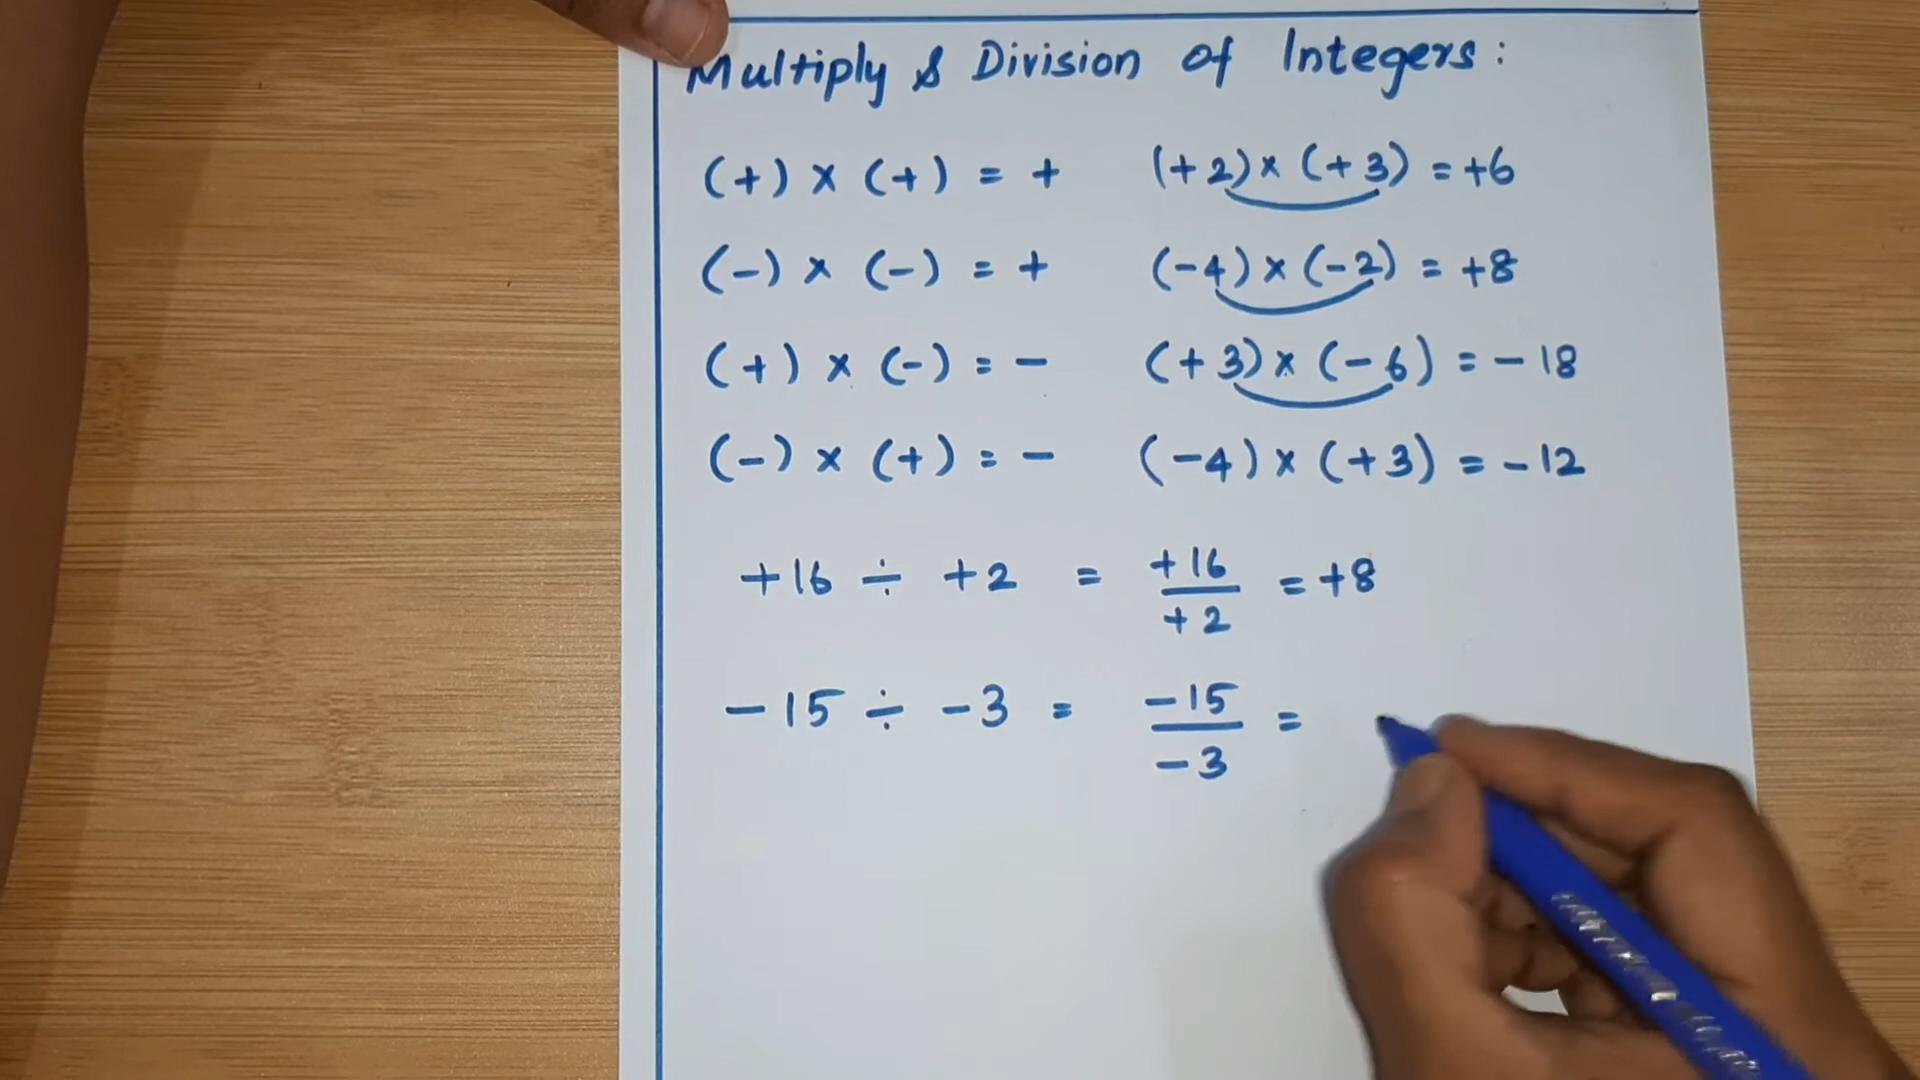 Multiply & Division of Integers:
(+) × (+) = + (+2) × (+3) = +6
(-) × (-) = + (-4) × (-2) = +8
(+) × (-) = - (+3) × (-6) = -18
(-) × (+) = - (-4) × (+3) = -12
+16 ÷ +2 = +16/+2 = +8
-15 ÷ -3 = -15/-3 =